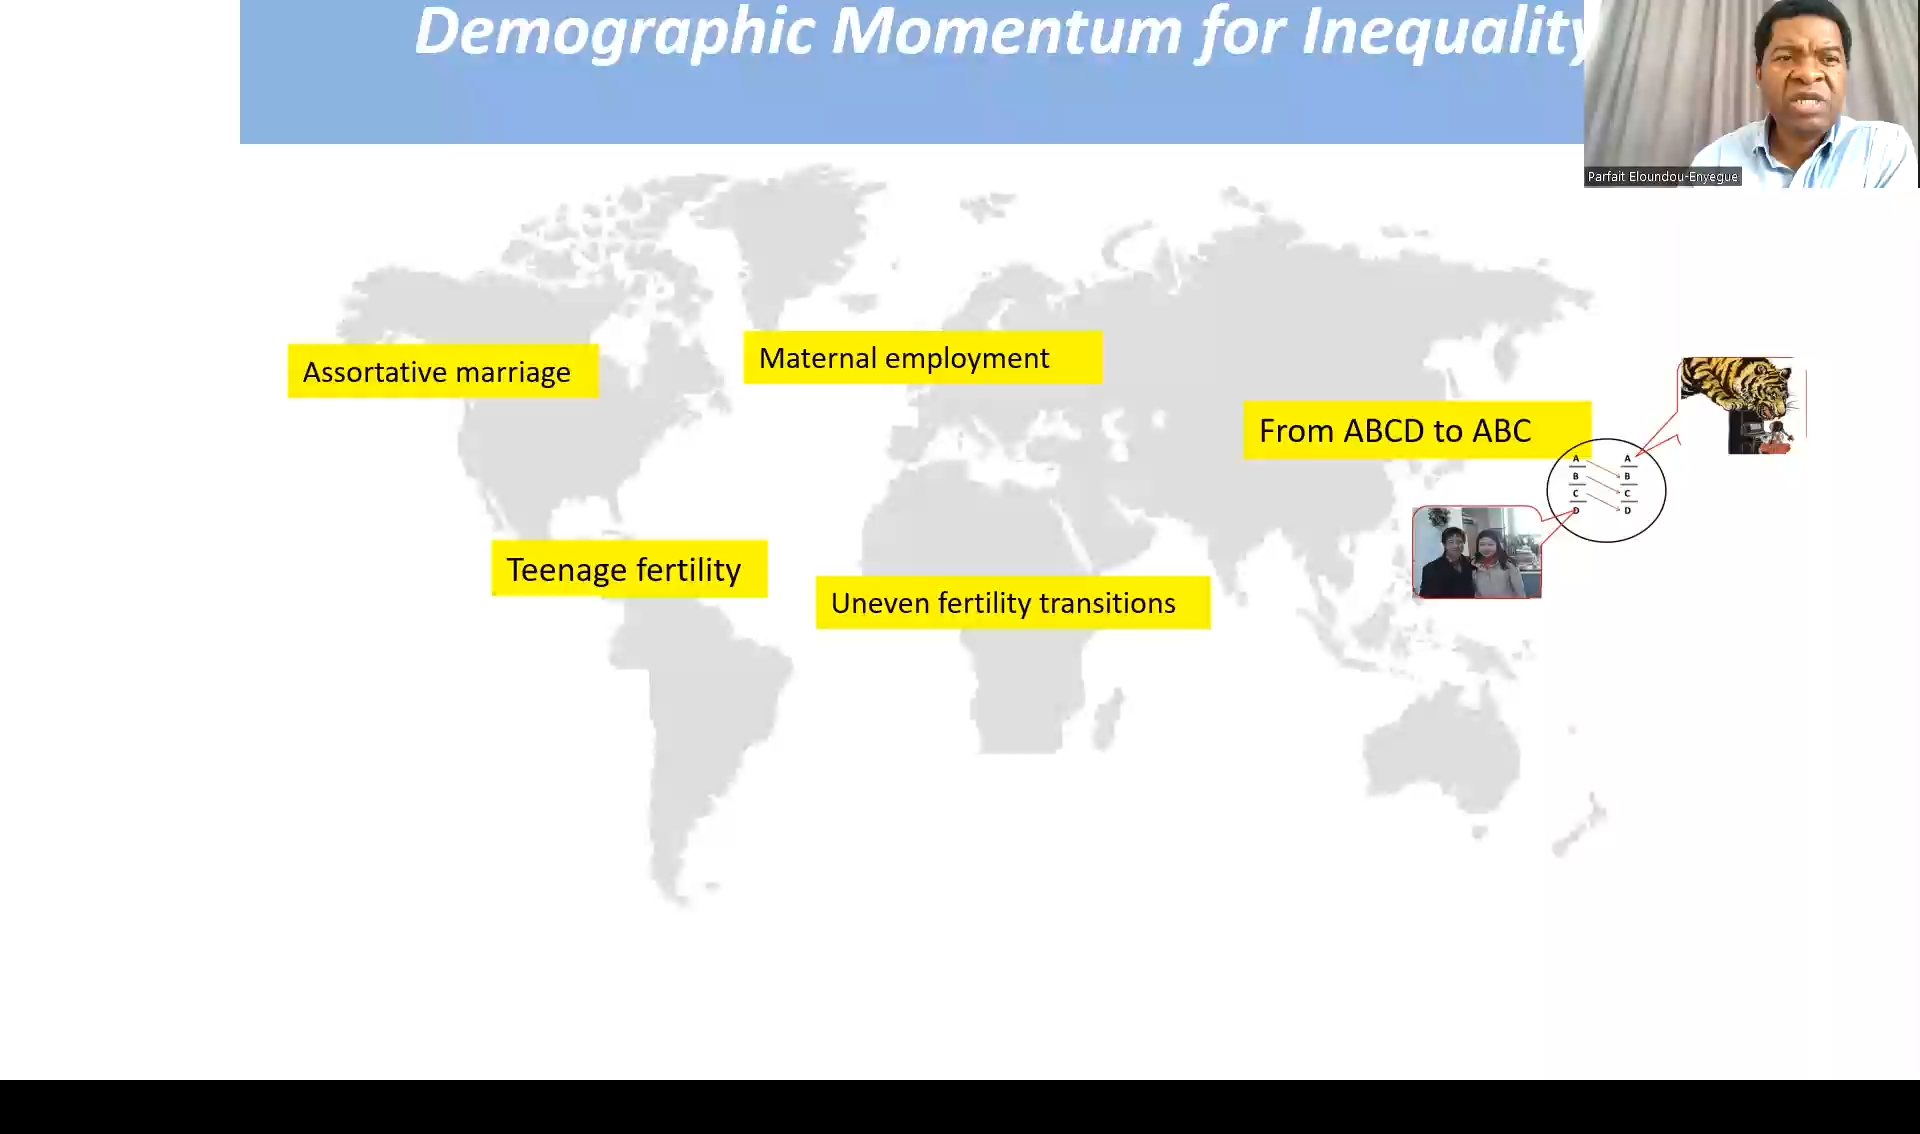 Demographic Momentum for Inequality
Parfait Eloundou-Enyegue
Assortative marriage
Maternal employment
From ABCD to ABC
A A
B B
C C
D D
Teenage fertility
Uneven fertility transitions